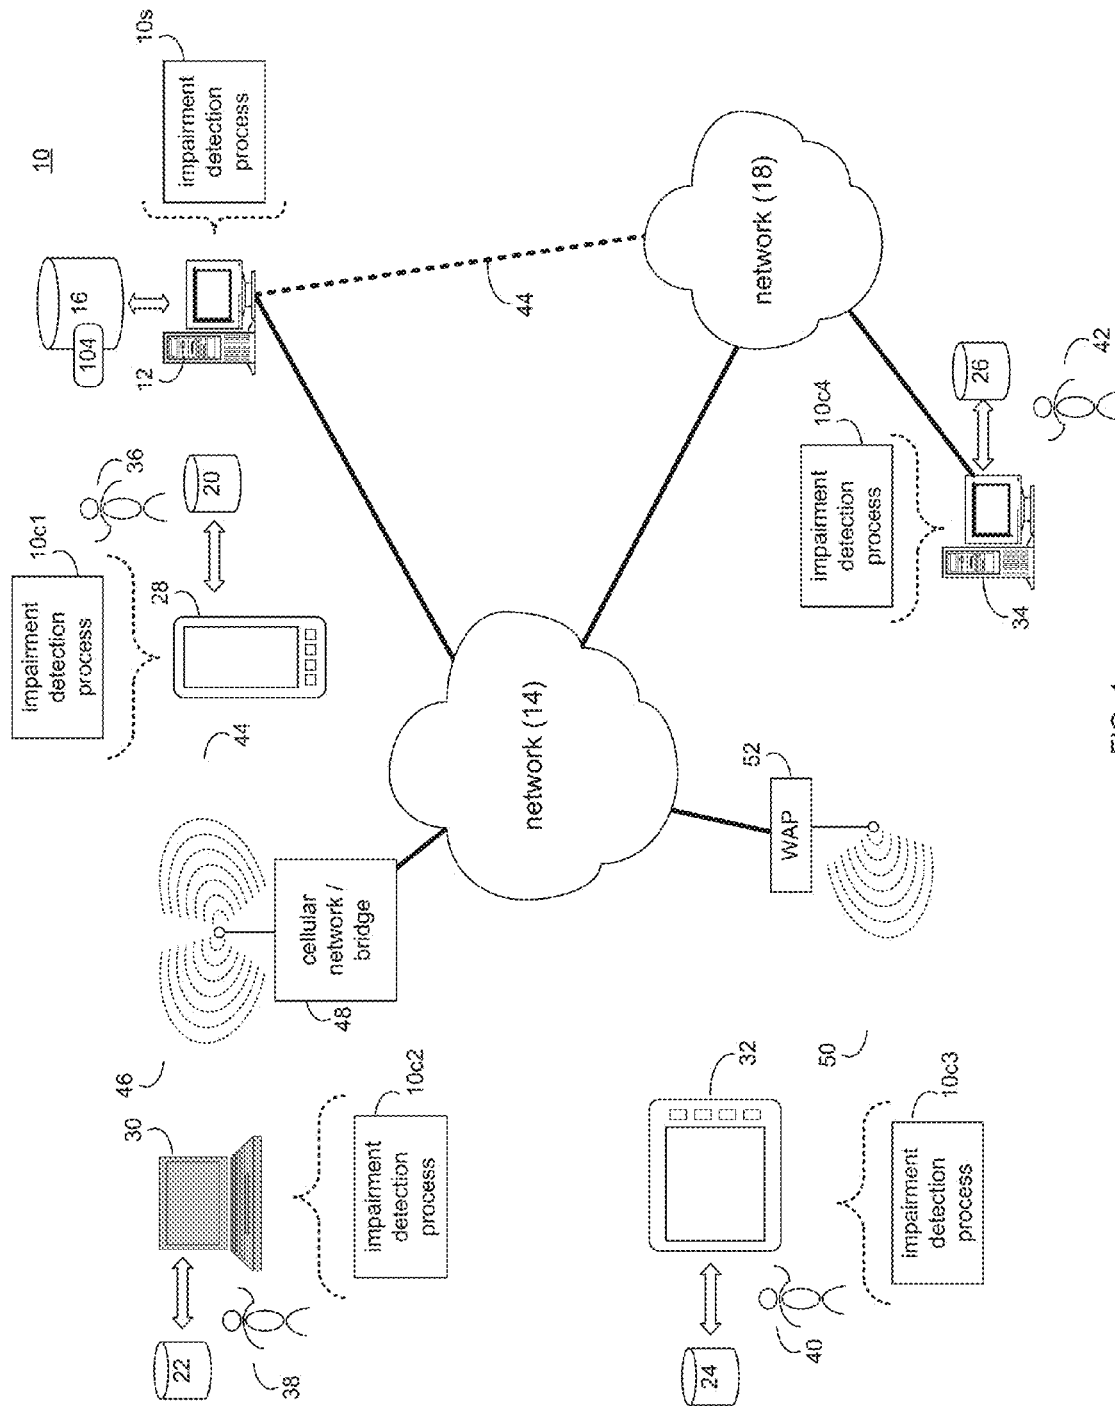 10
impairment
detection
process
10c1
16
104
12
10s
impairment
detection
process
36
20
28
44
46
30
22
38
cellular
network /
bridge
48
10c2
impairment
detection
process
network (14)
44
network (18)
32
24
40
52
WAP
50
10c3
impairment
detection
process
10c4
impairment
detection
process
26
34
42